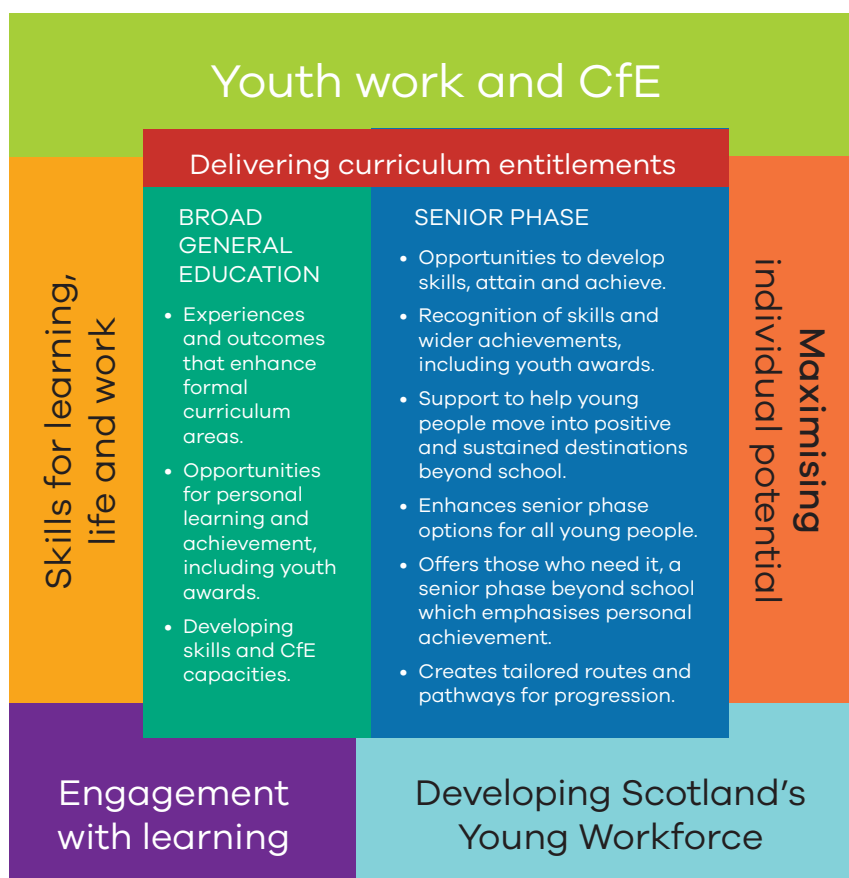 Youth work and CfE
Delivering curriculum entitlements
Skills for learning,
life and work
BROAD
GENERAL
EDUCATION
• Experiences
and outcomes
that enhance
formal
curriculum
areas.
• Opportunities
for personal
learning and
achievement,
including youth
awards.
• Developing
skills and CfE
capacities.
SENIOR PHASE
• Opportunities to develop
skills, attain and achieve.
• Recognition of skills and
wider achievements,
including youth awards.
• Support to help young
people move into positive
and sustained destinations
beyond school.
• Enhances senior phase
options for all young people.
• Offers those who need it, a
senior phase beyond school
which emphasises personal
achievement.
• Creates tailored routes and
pathways for progression.
Maximising
individual potential
Engagement
with learning
Developing Scotland's
Young Workforce